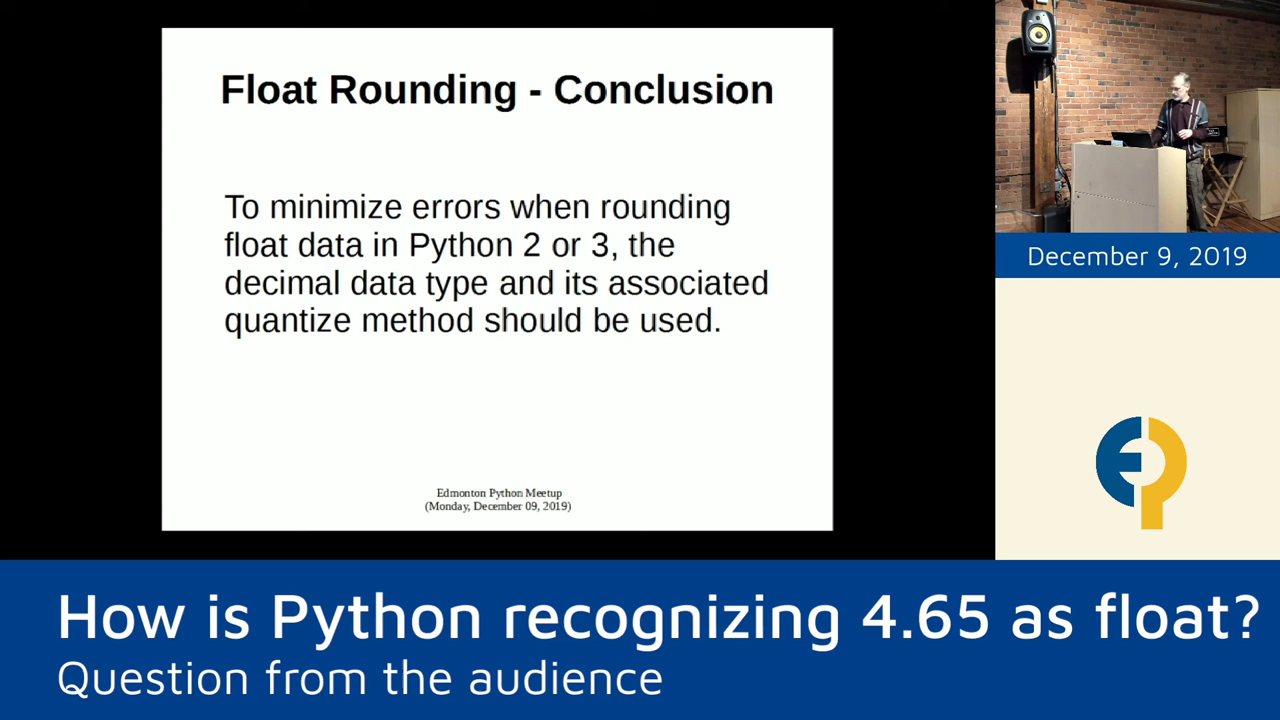 Float Rounding - Conclusion
To minimize errors when rounding
float data in Python 2 or 3, the
decimal data type and its associated
quantize method should be used.
Edmonton Python Meetup
(Monday, December 09, 2019)
December 9, 2019
How is Python recognizing 4.65 as float?
Question from the audience